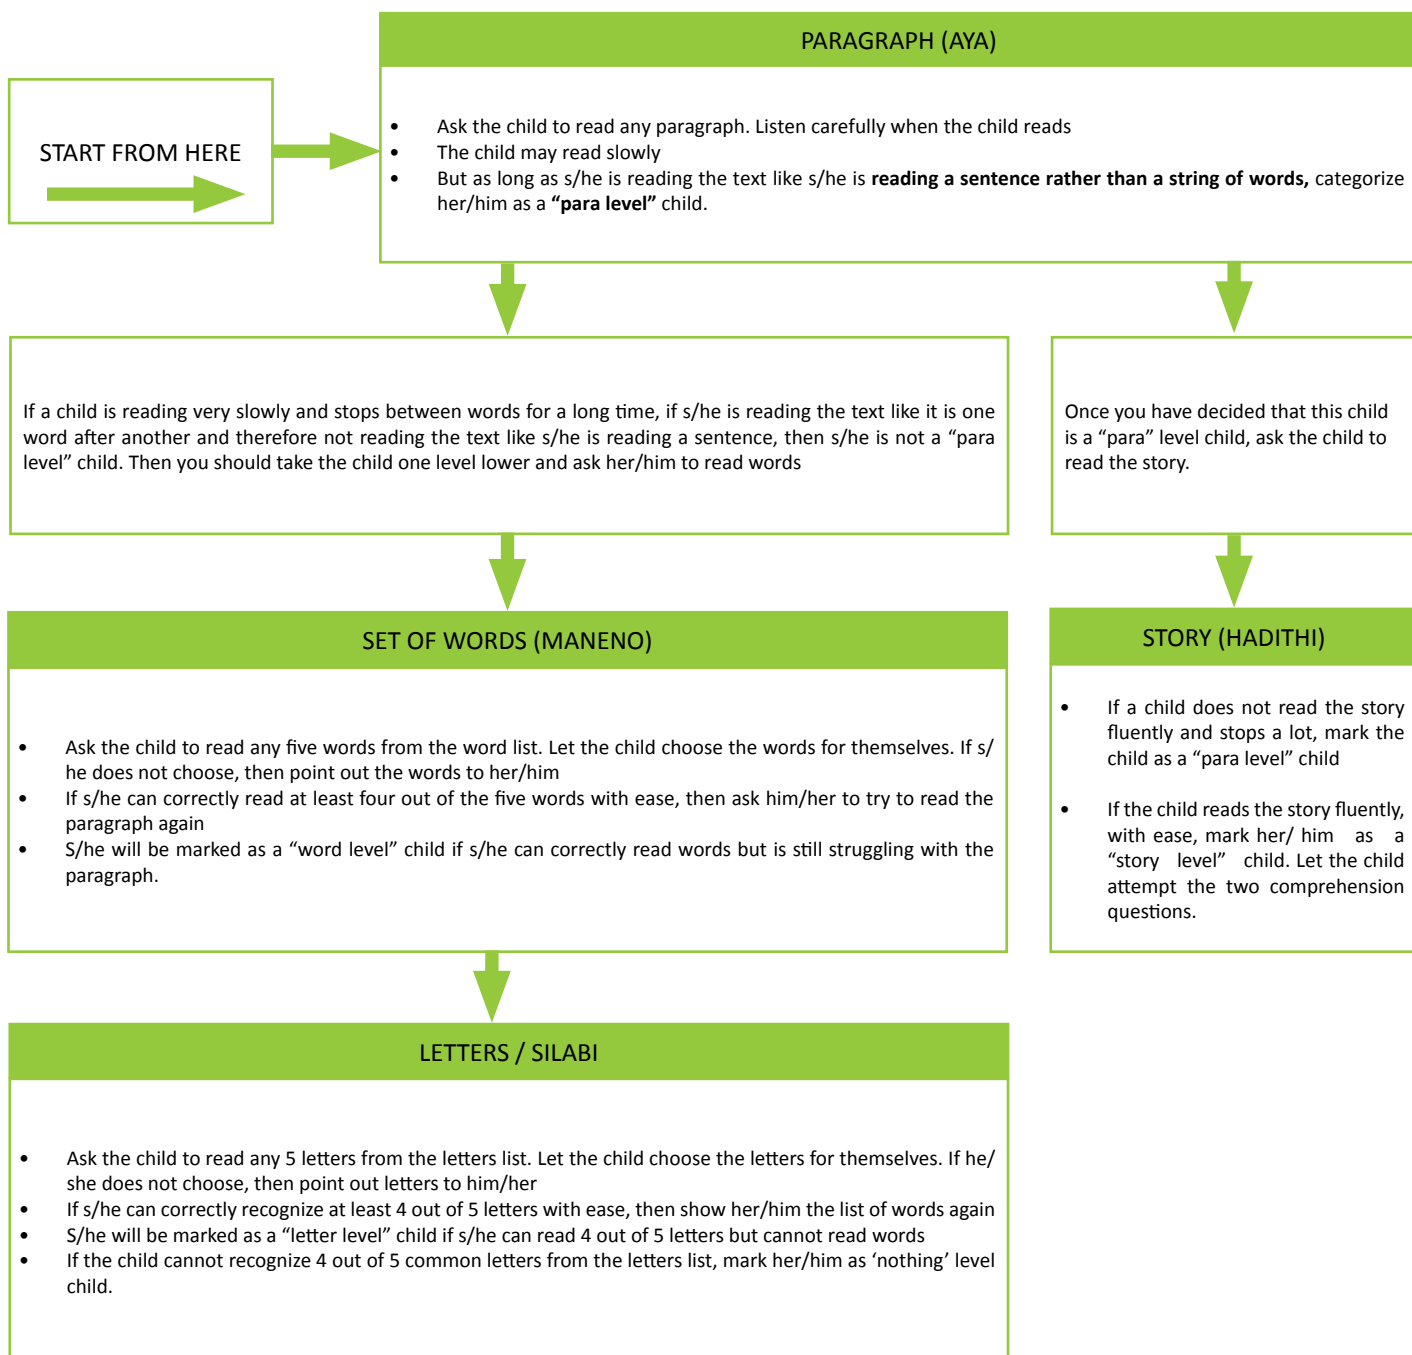 PARAGRAPH (AYA)
START FROM HERE
• Ask the child to read any paragraph. Listen carefully when the child reads
• The child may read slowly
• But as long as s/he is reading the text like s/he is reading a sentence rather than a string of words, categorize
her/him as a “para level” child.
If a child is reading very slowly and stops between words for a long time, if s/he is reading the text like it is one
word after another and therefore not reading the text like s/he is reading a sentence, then s/he is not a “para
level” child. Then you should take the child one level lower and ask her/him to read words
Once you have decided that this child
is a “para” level child, ask the child to
read the story.
SET OF WORDS (MANENO)
• Ask the child to read any five words from the word list. Let the child choose the words for themselves. If s/
he does not choose, then point out the words to her/him
• If s/he can correctly read at least four out of the five words with ease, then ask him/her to try to read the
paragraph again
• S/he will be marked as a “word level” child if s/he can correctly read words but is still struggling with the
paragraph.
STORY (HADITHI)
• If a child does not read the story
fluently and stops a lot, mark the
child as a “para level” child
• If the child reads the story fluently,
with ease, mark her/ him as a
“story level” child. Let the child
attempt the two comprehension
questions.
LETTERS / SILABI
• Ask the child to read any 5 letters from the letters list. Let the child choose the letters for themselves. If he/
she does not choose, then point out letters to him/her
• If s/he can correctly recognize at least 4 out of 5 letters with ease, then show her/him the list of words again
• S/he will be marked as a “letter level” child if s/he can read 4 out of 5 letters but cannot read words
• If the child cannot recognize 4 out of 5 common letters from the letters list, mark her/him as ‘nothing’ level
child.